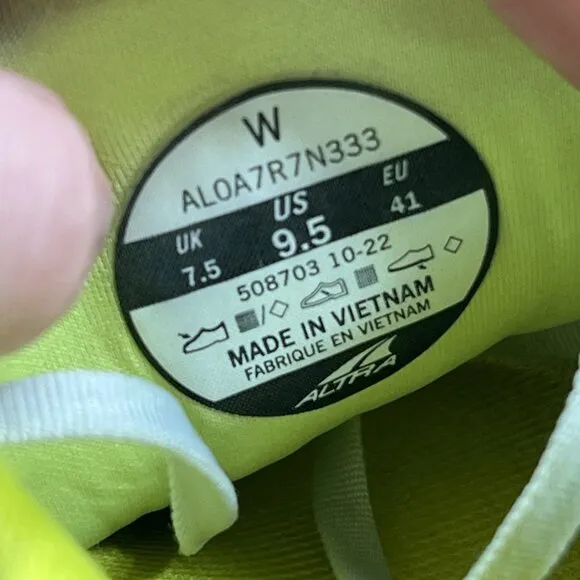 W
AL0A7R7N333
UK US EU
7.5 9.5 41
508703 10-22
/
MADE IN VIETNAM
FABRIQUE EN VIETNAM
ALTRA